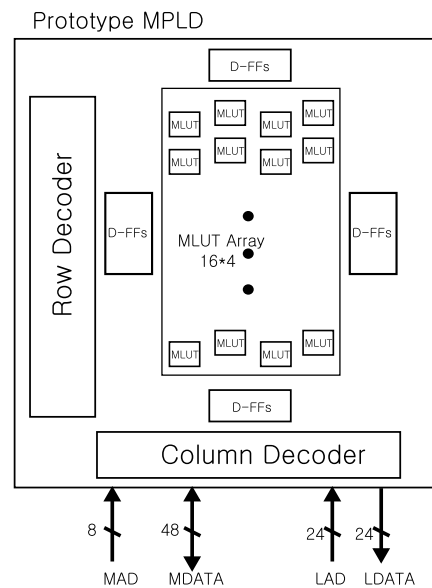 Prototype MPLD
D-FFs
MLUT MLUT MLUT MLUT
MLUT MLUT MLUT MLUT
Row Decoder
D-FFs
MLUT Array
16*4
D-FFs
MLUT MLUT MLUT MLUT
D-FFs
Column Decoder
8 48 24 24
MAD MDATA LAD LDATA